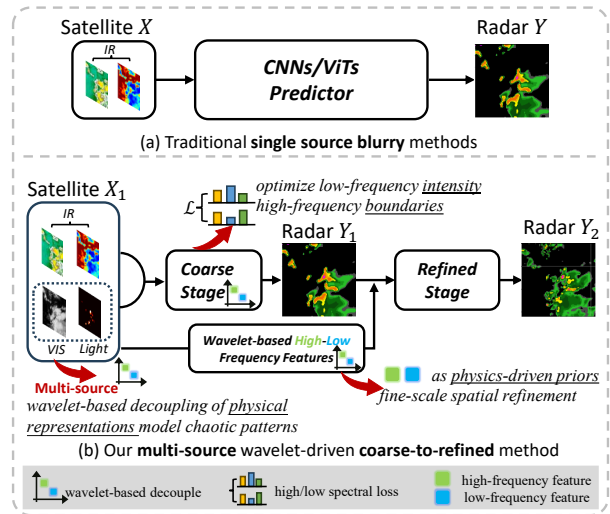 Satellite X
IR
CNNs/ViTs
Predictor
Radar Y
(a) Traditional single source blurry methods
Satellite X₁
IR
VIS
Light
Multi-source
ℒ
optimize low-frequency intensity
high-frequency boundaries
Coarse
Stage
Radar Y₁
Refined
Stage
Radar Y₂
Wavelet-based High-Low
Frequency Features
as physics-driven priors
fine-scale spatial refinement
wavelet-based decoupling of physical
representations model chaotic patterns
(b) Our multi-source wavelet-driven coarse-to-refined method
wavelet-based decouple
high/low spectral loss
high-frequency feature
low-frequency feature